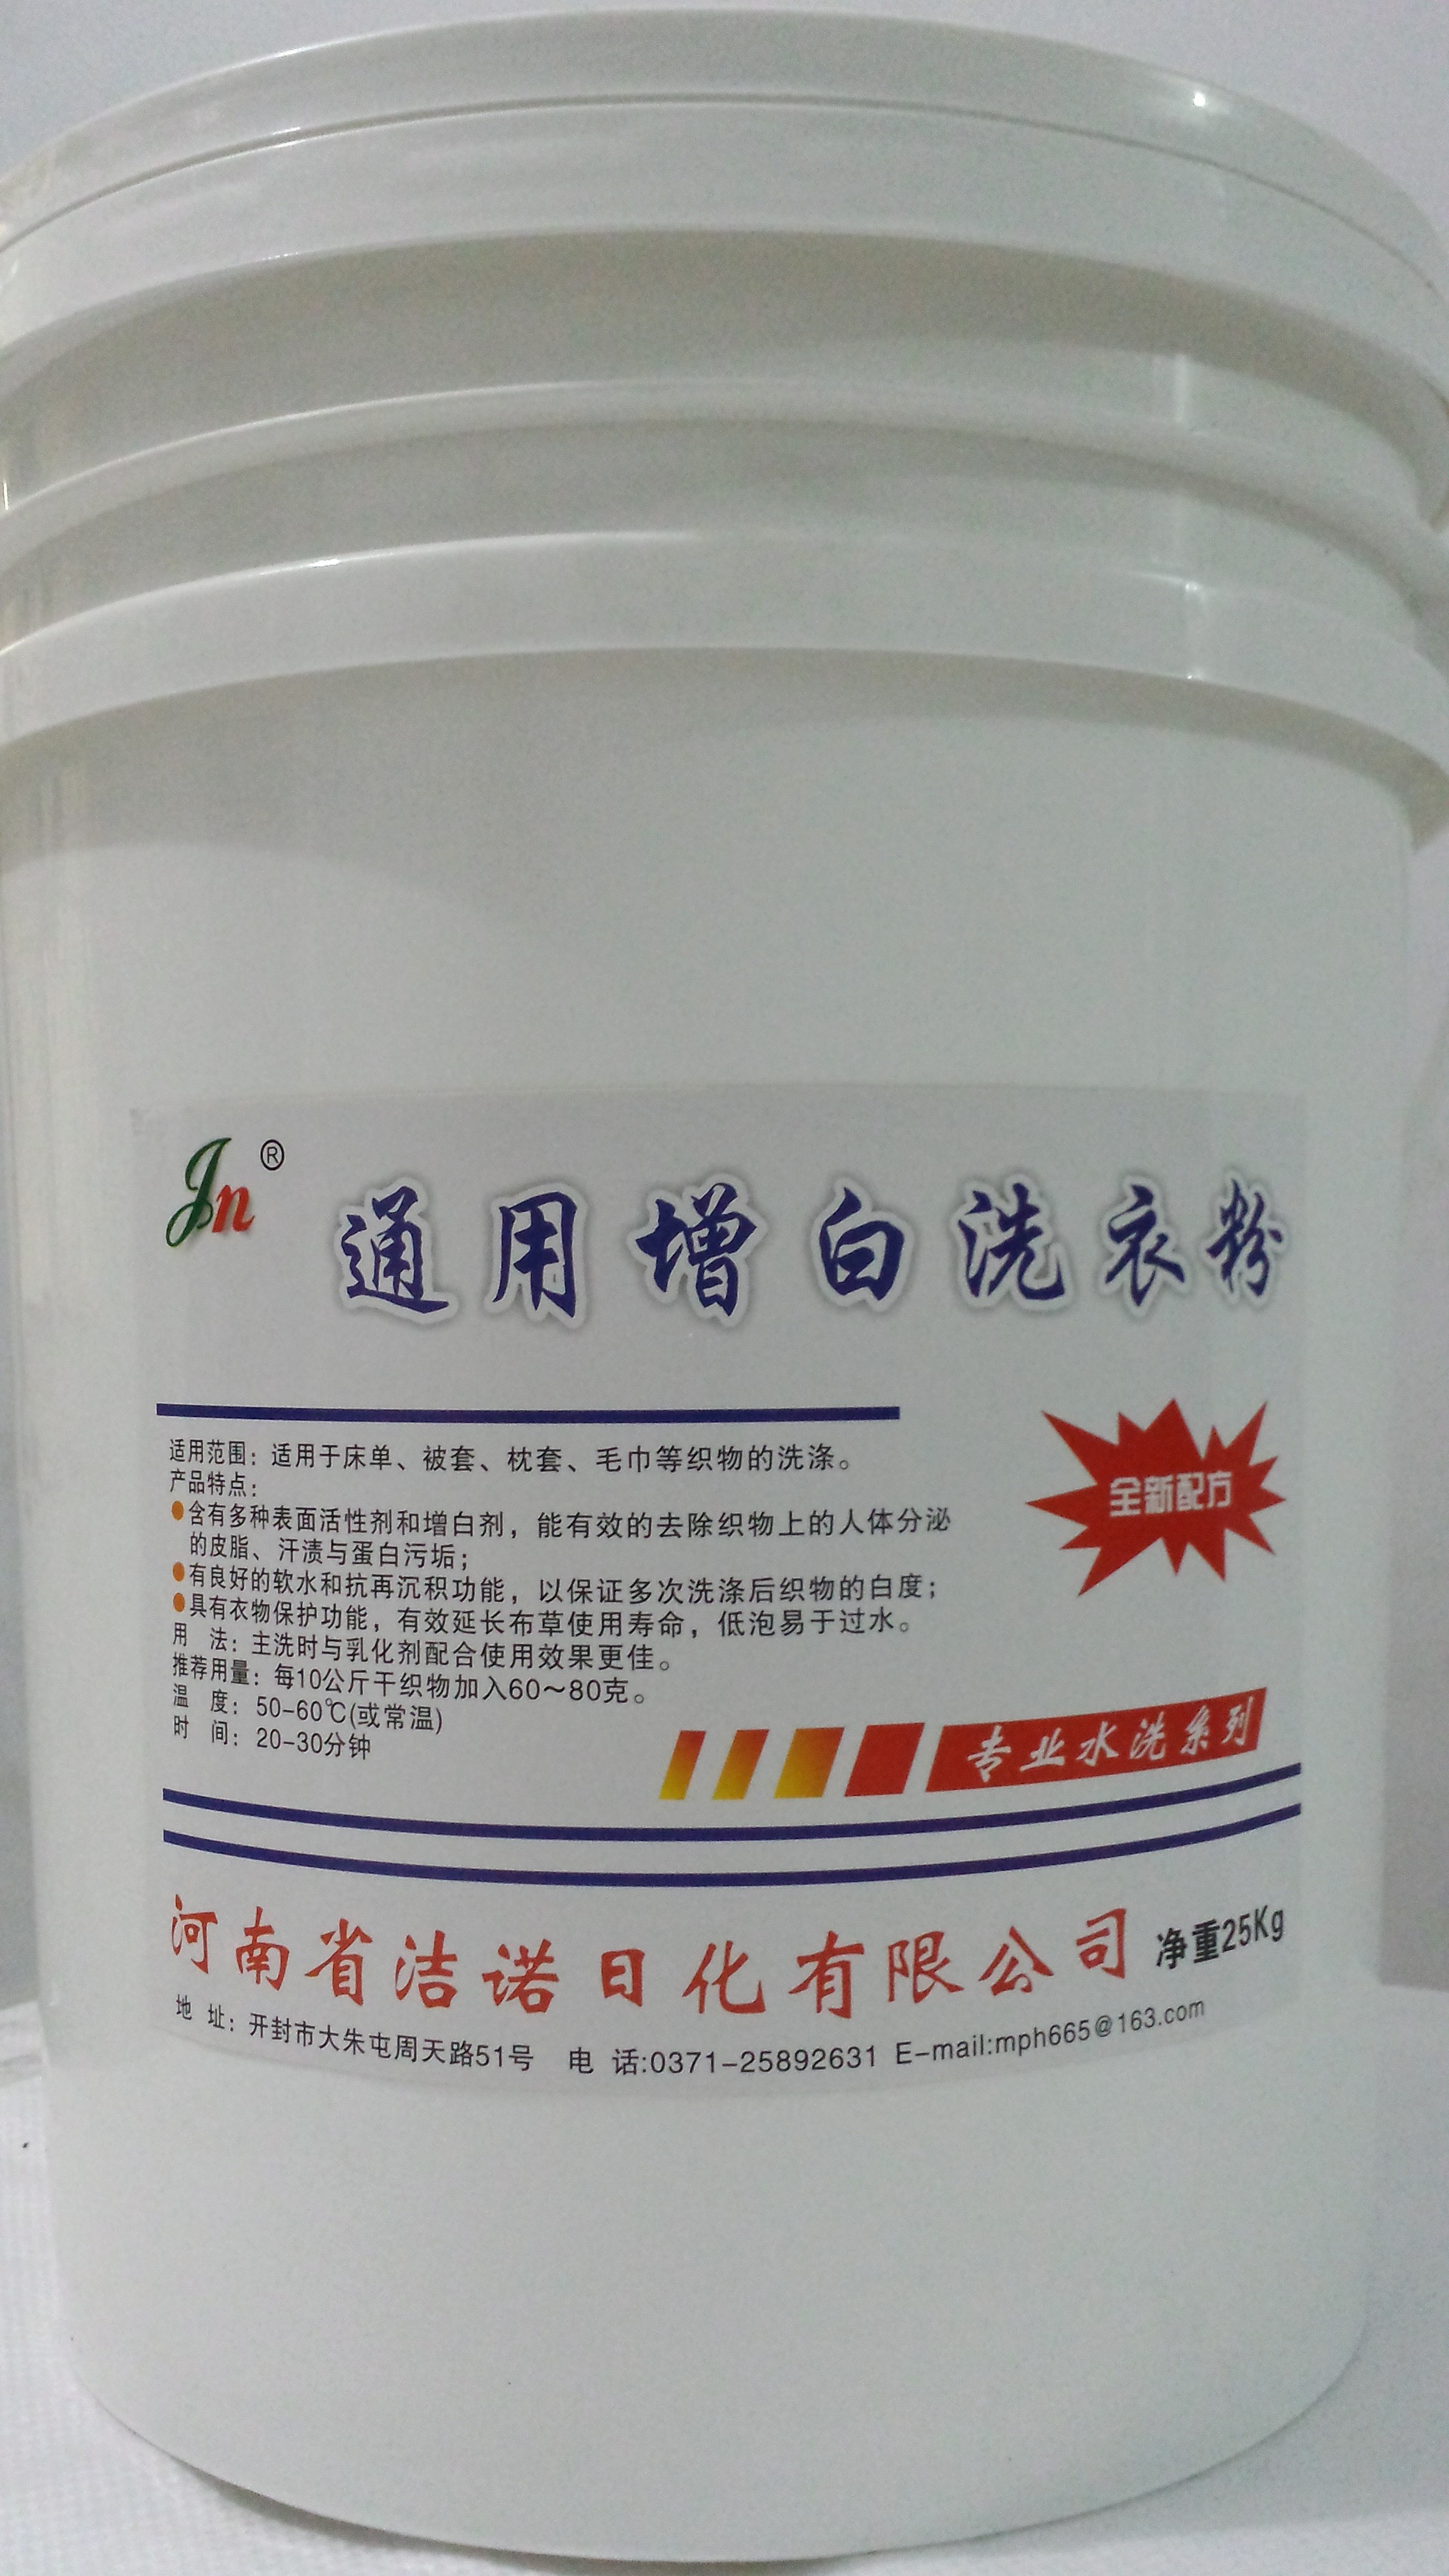 Jn®
通用增白洗衣粉
适用范围：适用于床单、被套、枕套、毛巾等织物的洗涤。
产品特点：
●含有多种表面活性剂和增白剂，能有效的去除织物上的人体分泌
的皮脂、汗渍与蛋白污垢；
●有良好的软水和抗再沉积功能，以保证多次洗涤后织物的白度；
●具有衣物保护功能，有效延长布草使用寿命，低泡易于过水。
用 法：主洗时与乳化剂配合使用效果更佳。
推荐用量：每10公斤干织物加入60～80克。
温 度：50-60℃(或常温)
时 间：20-30分钟
全新配方
专业水洗系列
河南省洁诺日化有限公司 净重25Kg
地 址：开封市大朱屯周天路51号 电 话:0371-25892631 E-mail:mph665@163.com